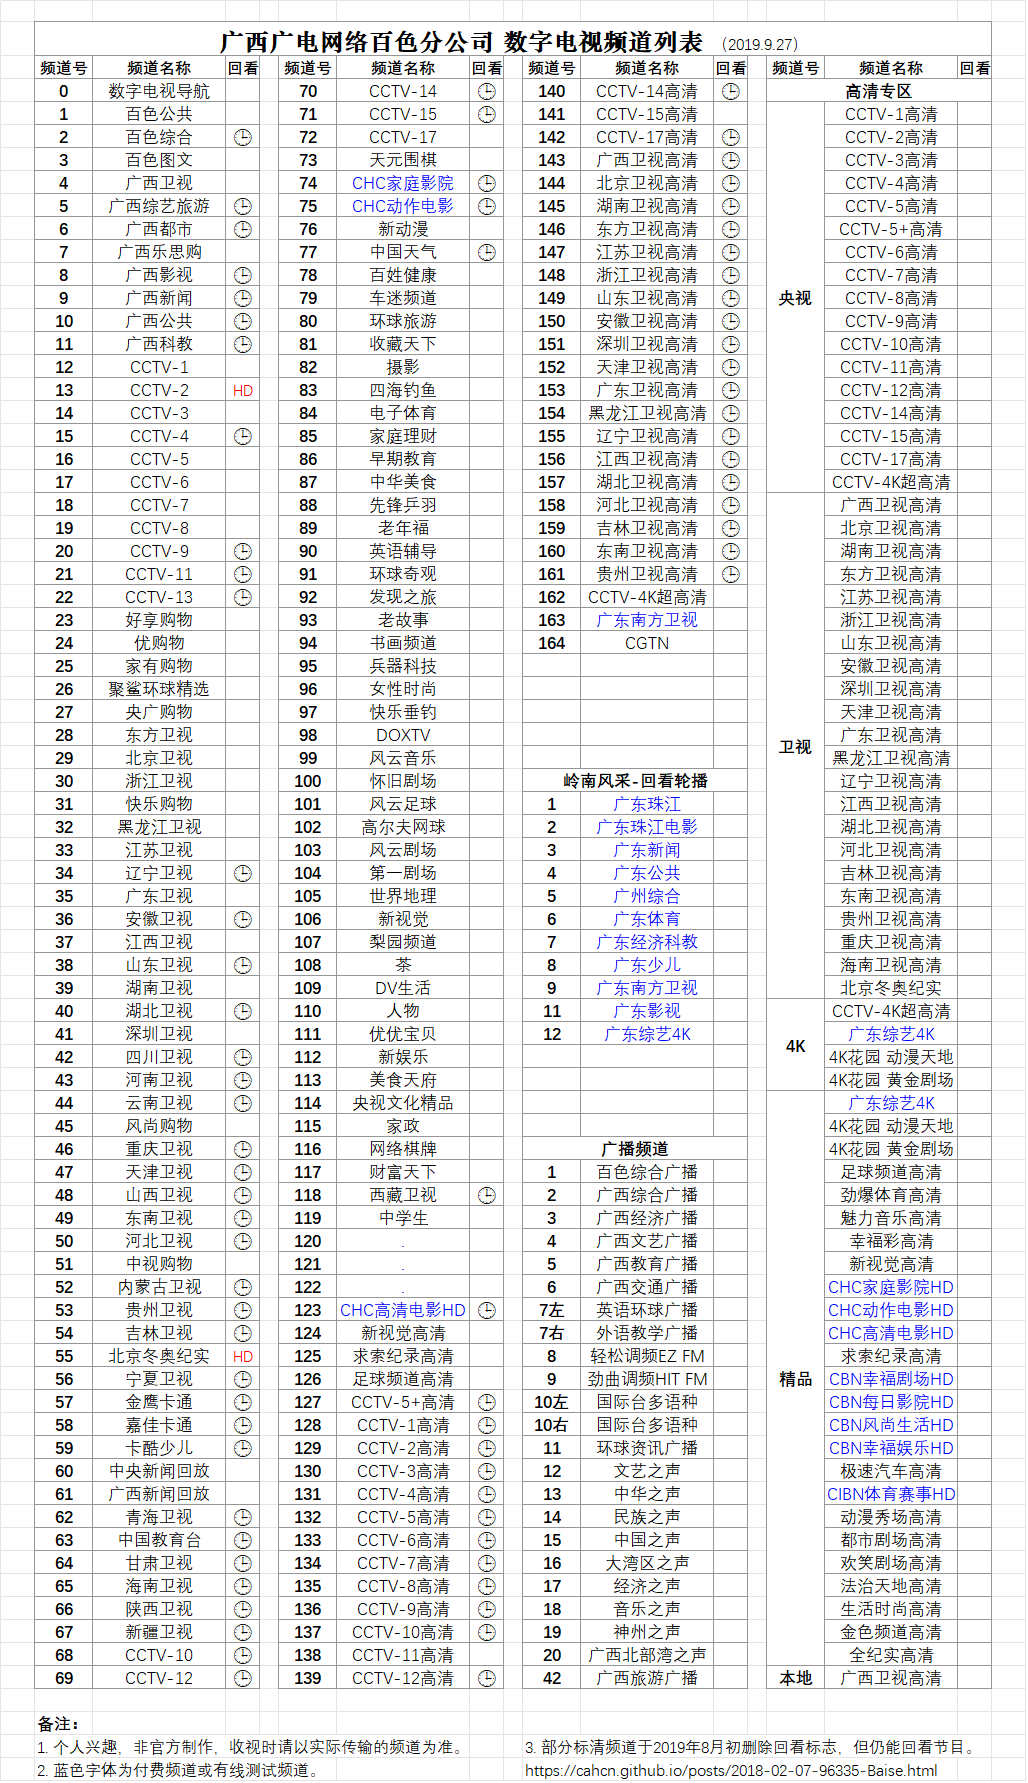 广西广电网络百色分公司 数字电视频道列表 （2019.9.27）
频道号 频道名称 回看 频道号 频道名称 回看 频道号 频道名称 回看 频道号 频道名称 回看
0 数字电视导航 70 CCTV-14 140 CCTV-14高清 高清专区
1 百色公共 71 CCTV-15 141 CCTV-15高清 CCTV-1高清
2 百色综合 72 CCTV-17 142 CCTV-17高清 CCTV-2高清
3 百色图文 73 天元围棋 143 广西卫视高清 CCTV-3高清
4 广西卫视 74 CHC家庭影院 144 北京卫视高清 CCTV-4高清
5 广西综艺旅游 75 CHC动作电影 145 湖南卫视高清 CCTV-5高清
6 广西都市 76 新动漫 146 东方卫视高清 CCTV-5+高清
7 广西乐思购 77 中国天气 147 江苏卫视高清 CCTV-6高清
8 广西影视 78 百姓健康 148 浙江卫视高清 CCTV-7高清
9 广西新闻 79 车迷频道 149 山东卫视高清 央视 CCTV-8高清
10 广西公共 80 环球旅游 150 安徽卫视高清 CCTV-9高清
11 广西科教 81 收藏天下 151 深圳卫视高清 CCTV-10高清
12 CCTV-1 82 摄影 152 天津卫视高清 CCTV-11高清
13 CCTV-2 HD 83 四海钓鱼 153 广东卫视高清 CCTV-12高清
14 CCTV-3 84 电子体育 154 黑龙江卫视高清 CCTV-14高清
15 CCTV-4 85 家庭理财 155 辽宁卫视高清 CCTV-15高清
16 CCTV-5 86 早期教育 156 江西卫视高清 CCTV-17高清
17 CCTV-6 87 中华美食 157 湖北卫视高清 CCTV-4K超高清
18 CCTV-7 88 先锋乒羽 158 河北卫视高清 广西卫视高清
19 CCTV-8 89 老年福 159 吉林卫视高清 北京卫视高清
20 CCTV-9 90 英语辅导 160 东南卫视高清 湖南卫视高清
21 CCTV-11 91 环球奇观 161 贵州卫视高清 东方卫视高清
22 CCTV-13 92 发现之旅 162 CCTV-4K超高清 江苏卫视高清
23 好享购物 93 老故事 163 广东南方卫视 浙江卫视高清
24 优购物 94 书画频道 164 CGTN 山东卫视高清
25 家有购物 95 兵器科技 安徽卫视高清
26 聚鲨环球精选 96 女性时尚 深圳卫视高清
27 央广购物 97 快乐垂钓 天津卫视高清
28 东方卫视 98 DOXTV 广东卫视高清
29 北京卫视 99 风云音乐 卫视 黑龙江卫视高清
30 浙江卫视 100 怀旧剧场 岭南风采-回看轮播 辽宁卫视高清
31 快乐购物 101 风云足球 1 广东珠江 江西卫视高清
32 黑龙江卫视 102 高尔夫网球 2 广东珠江电影 湖北卫视高清
33 江苏卫视 103 风云剧场 3 广东新闻 河北卫视高清
34 辽宁卫视 104 第一剧场 4 广东公共 吉林卫视高清
35 广东卫视 105 世界地理 5 广州综合 东南卫视高清
36 安徽卫视 106 新视觉 6 广东体育 贵州卫视高清
37 江西卫视 107 梨园频道 7 广东经济科教 重庆卫视高清
38 山东卫视 108 茶 8 广东少儿 海南卫视高清
39 湖南卫视 109 DV生活 9 广东南方卫视 北京冬奥纪实
40 湖北卫视 110 人物 11 广东影视 CCTV-4K超高清
41 深圳卫视 111 优优宝贝 12 广东综艺4K 4K 广东综艺4K
42 四川卫视 112 新娱乐 4K花园 动漫天地
43 河南卫视 113 美食天府 4K花园 黄金剧场
44 云南卫视 114 央视文化精品 广东综艺4K
45 风尚购物 115 家政 4K花园 动漫天地
46 重庆卫视 116 网络棋牌 广播频道 4K花园 黄金剧场
47 天津卫视 117 财富天下 1 百色综合广播 足球频道高清
48 山西卫视 118 西藏卫视 2 广西综合广播 劲爆体育高清
49 东南卫视 119 中学生 3 广西经济广播 魅力音乐高清
50 河北卫视 120 . 4 广西文艺广播 幸福彩高清
51 中视购物 121 . 5 广西教育广播 新视觉高清
52 内蒙古卫视 122 . 6 广西交通广播 CHC家庭影院HD
53 贵州卫视 123 CHC高清电影HD 7左 英语环球广播 CHC动作电影HD
54 吉林卫视 124 新视觉高清 7右 外语教学广播 CHC高清电影HD
55 北京冬奥纪实 HD 125 求索纪录高清 8 轻松调频EZ FM 求索纪录高清
56 宁夏卫视 126 足球频道高清 9 劲曲调频HIT FM 精品 CBN幸福剧场HD
57 金鹰卡通 127 CCTV-5+高清 10左 国际台多语种 CBN每日影院HD
58 嘉佳卡通 128 CCTV-1高清 10右 国际台多语种 CBN风尚生活HD
59 卡酷少儿 129 CCTV-2高清 11 环球资讯广播 CBN幸福娱乐HD
60 中央新闻回放 130 CCTV-3高清 12 文艺之声 极速汽车高清
61 广西新闻回放 131 CCTV-4高清 13 中华之声 CIBN体育赛事HD
62 青海卫视 132 CCTV-5高清 14 民族之声 动漫秀场高清
63 中国教育台 133 CCTV-6高清 15 中国之声 都市剧场高清
64 甘肃卫视 134 CCTV-7高清 16 大湾区之声 欢笑剧场高清
65 海南卫视 135 CCTV-8高清 17 经济之声 法治天地高清
66 陕西卫视 136 CCTV-9高清 18 音乐之声 生活时尚高清
67 新疆卫视 137 CCTV-10高清 19 神州之声 金色频道高清
68 CCTV-10 138 CCTV-11高清 20 广西北部湾之声 全纪实高清
69 CCTV-12 139 CCTV-12高清 42 广西旅游广播 本地 广西卫视高清
备注：
1. 个人兴趣，非官方制作，收视时请以实际传输的频道为准。 3. 部分标清频道于2019年8月初删除回看标志，但仍能回看节目。
2. 蓝色字体为付费频道或有线测试频道。 https://cahcn.github.io/posts/2018-02-07-96335-Baise.html